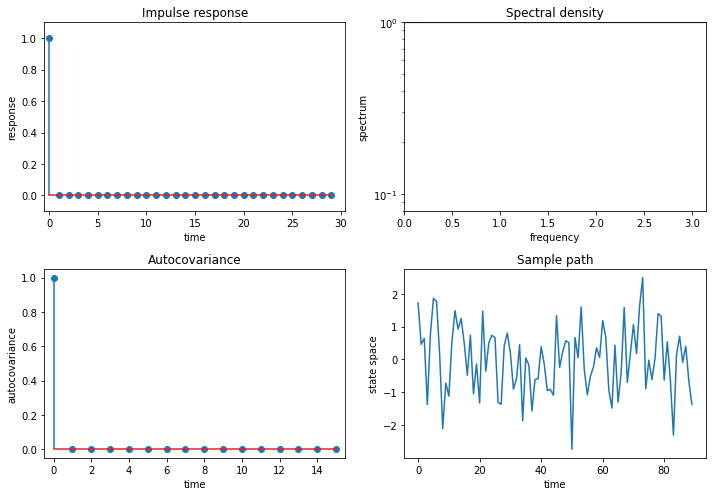 Impulse response
1.0
0.8
0.6
0.4
0.2
0.0
response
0 5 10 15 20 25 30
time
Spectral density
10⁰
10⁻¹
spectrum
0.0 0.5 1.0 1.5 2.0 2.5 3.0
frequency
Autocovariance
1.0
0.8
0.6
0.4
0.2
0.0
autocovariance
0 2 4 6 8 10 12 14
time
Sample path
2
1
0
−1
−2
state space
0 20 40 60 80
time